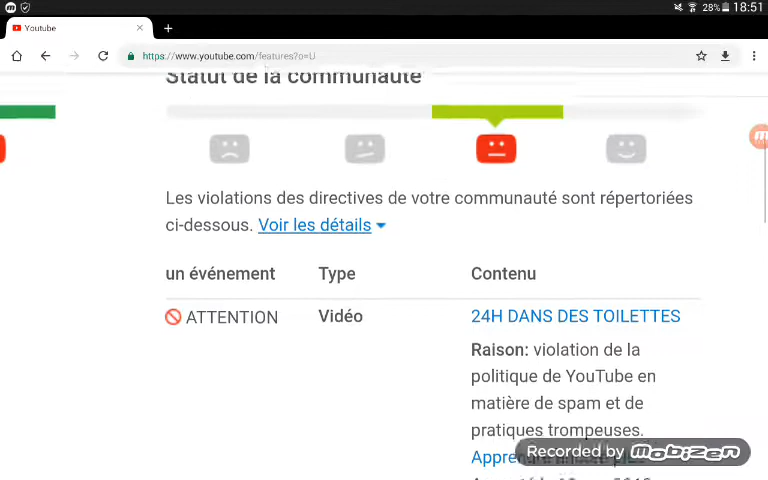 28% 18:51
Youtube
https://www.youtube.com/features?o=U
Statut de la communauté
Les violations des directives de votre communauté sont répertoriées
ci-dessous. Voir les détails
un événement Type Contenu
ATTENTION Vidéo 24H DANS DES TOILETTES
Raison: violation de la
politique de YouTube en
matière de spam et de
pratiques trompeuses.
Recorded by mobizen